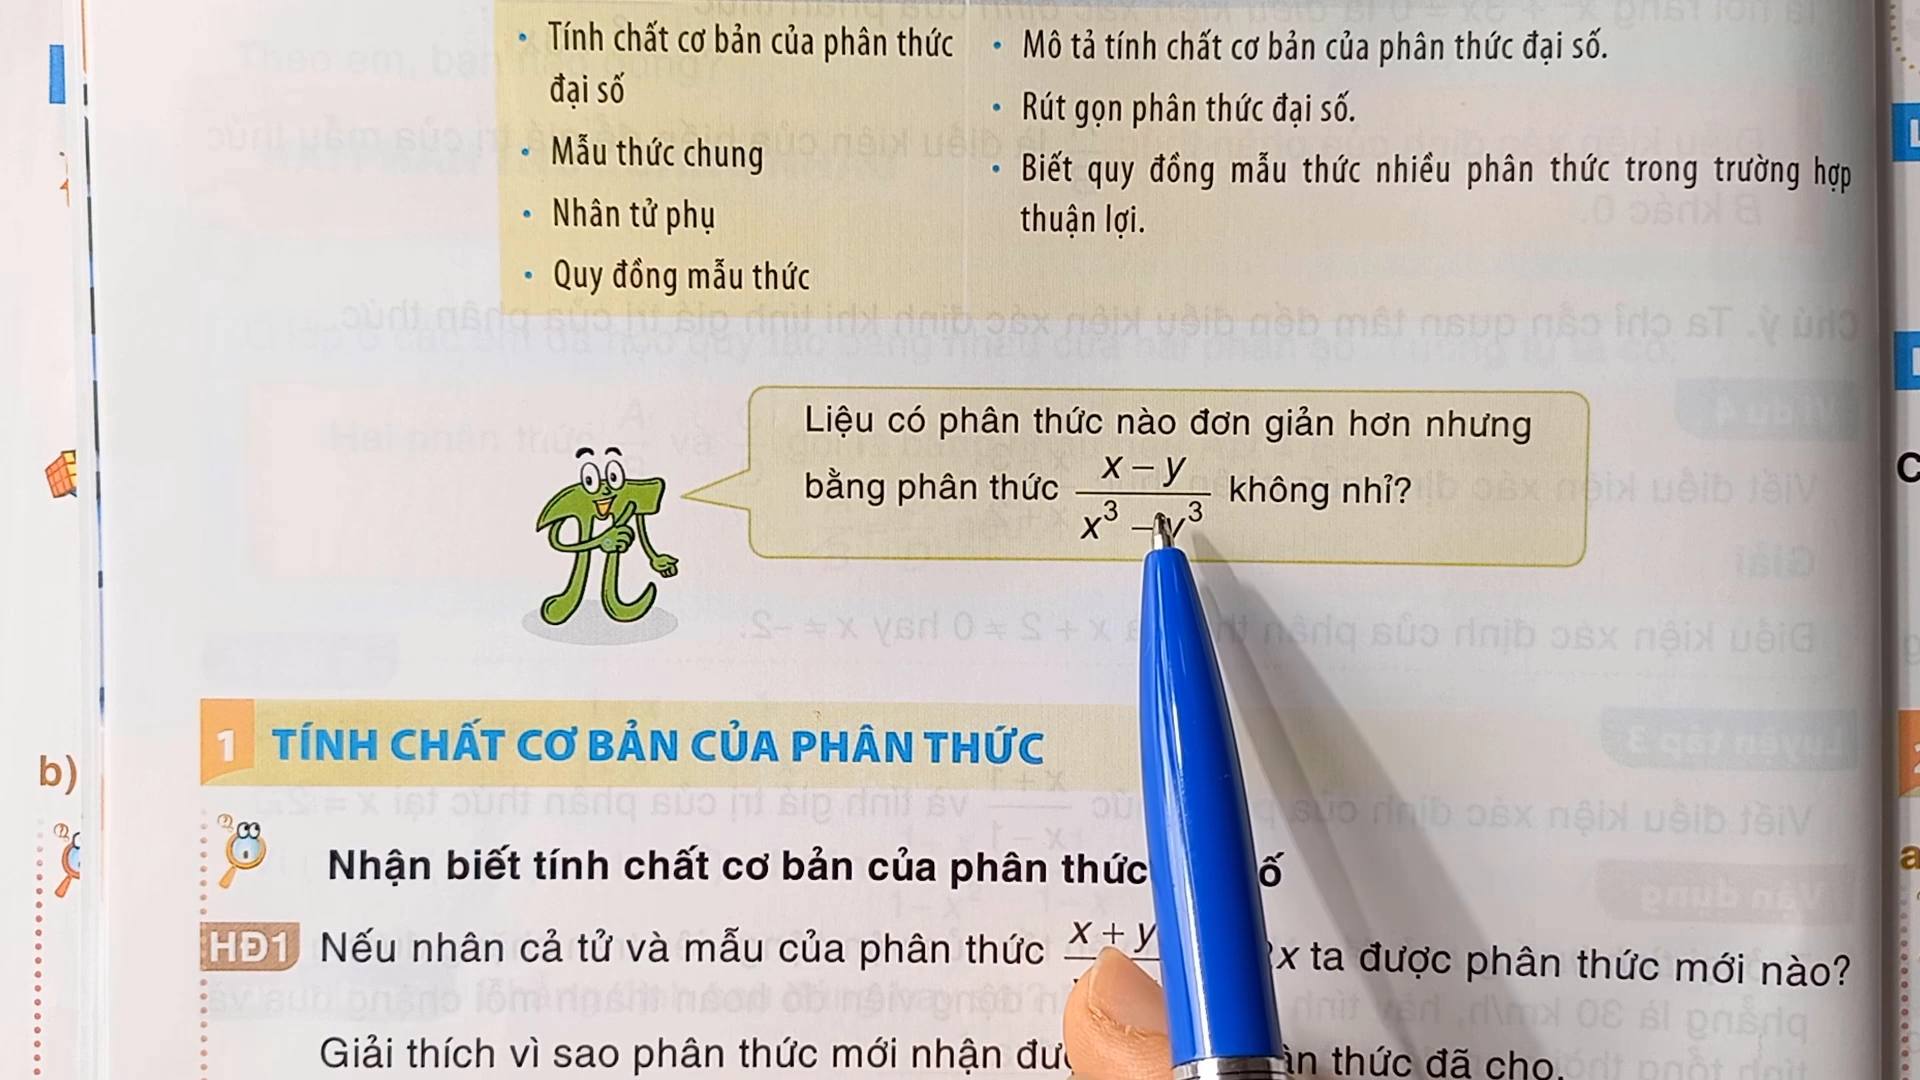 • Tính chất cơ bản của phân thức đại số
• Mẫu thức chung
• Nhân tử phụ
• Quy đồng mẫu thức
• Mô tả tính chất cơ bản của phân thức đại số.
• Rút gọn phân thức đại số.
• Biết quy đồng mẫu thức nhiều phân thức trong trường hợp
thuận lợi.
Liệu có phân thức nào đơn giản hơn nhưng
bằng phân thức (x – y)/(x³ – y³) không nhỉ?
1 TÍNH CHẤT CƠ BẢN CỦA PHÂN THỨC
b)
Nhận biết tính chất cơ bản của phân thức
HĐ1 Nếu nhân cả tử và mẫu của phân thức x + y x ta được phân thức mới nào?
Giải thích vì sao phân thức mới nhận thức đã cho.